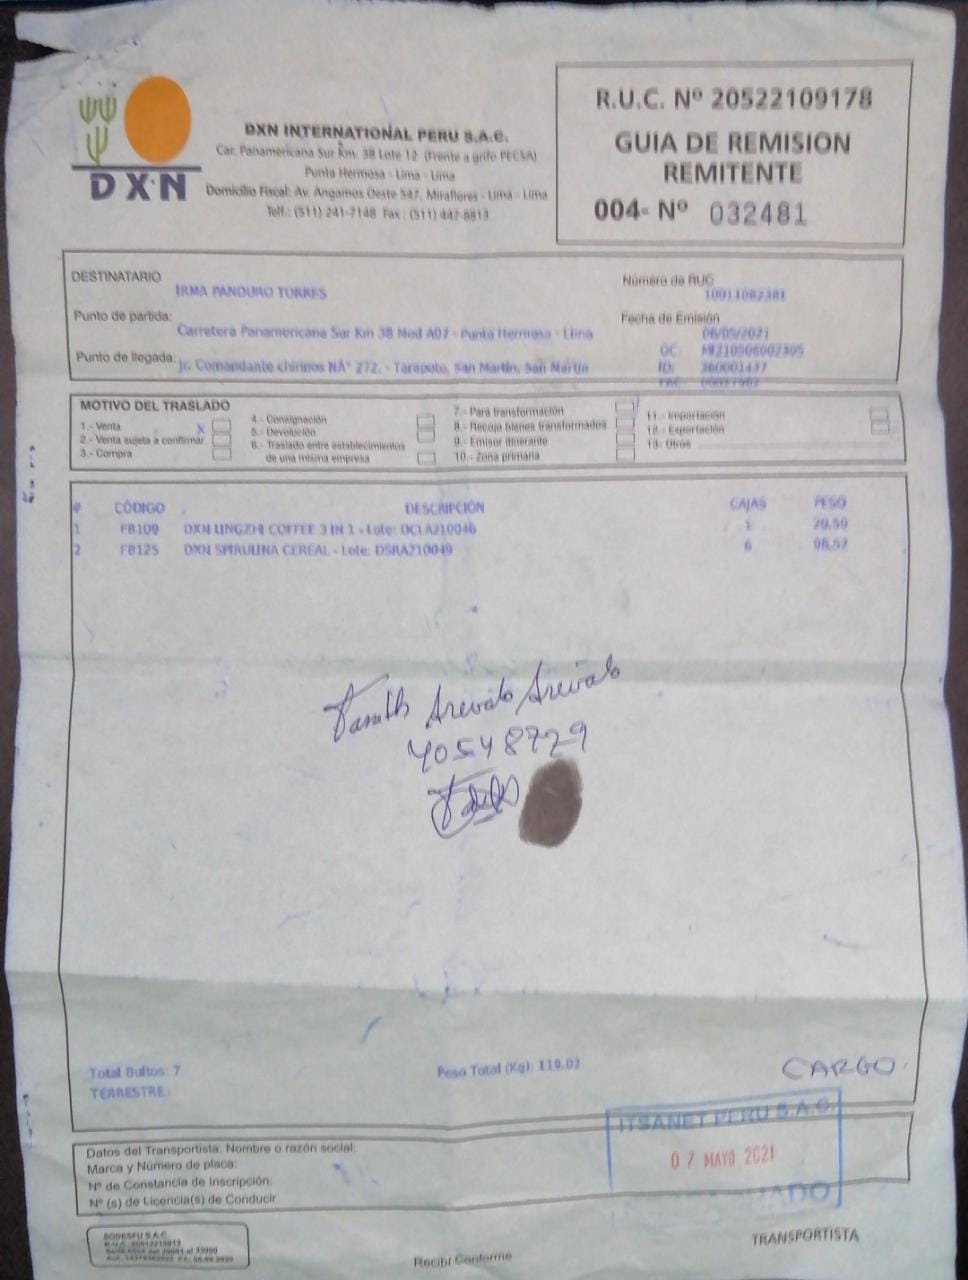 DXN
DXN INTERNATIONAL PERU S.A.C.
Car. Panamericana Sur Km. 38 Lote 12 (Frente a grifo PECSA)
Punta Hermosa - Lima - Lima
Domicilio Fiscal: Av. Angamos Oeste 547, Miraflores - Lima - Lima
Telf.: (511) 241-7148 Fax : (511) 447-8813
R.U.C. Nº 20522109178
GUIA DE REMISION
REMITENTE
004- Nº 032481
DESTINATARIO
IRMA PANDURO TORRES
Número de RUC
10011082381
Punto de partida:
Carretera Panamericana Sur Km 38 Mod A07 - Punta Hermosa - Lima
Fecha de Emisión
06/05/2021
OC: MI210506002305
Punto de llegada:
Jr. Comandante chirinos NÂ° 272, - Tarapoto, San Martin, San Martin
ID: 360001437
MOTIVO DEL TRASLADO
1.- Venta X
2.- Venta sujeta a confirmar
3.- Compra
4.- Consignación
5.- Devolución
6.- Traslado entre establecimientos
de una misma empresa
7.- Para transformación
8.- Recojo bienes transformados
9.- Emisor itinerante
10.- Zona primaria
11.- Importación
12.- Exportación
13.- Otros
# CÓDIGO DESCRIPCIÓN CAJAS PESO
1 FB109 DXN LINGZHI COFFEE 3 IN 1 - Lote: DCLA210046 1 20.50
2 FB125 DXN SPIRULINA CEREAL - Lote: DSRA210049 6 98.52
Arevalo Arevalo
40548729
Total Bultos: 7
Peso Total (Kg): 119.02
CARGO.
TERRESTRE:
ITSANET PERU S.A.C.
07 MAYO 2021
Datos del Transportista: Nombre o razón social:
Marca y Número de placa:
Nº de Constancia de Inscripción:
Nº (s) de Licencia(s) de Conducir
Recibí Conforme
TRANSPORTISTA